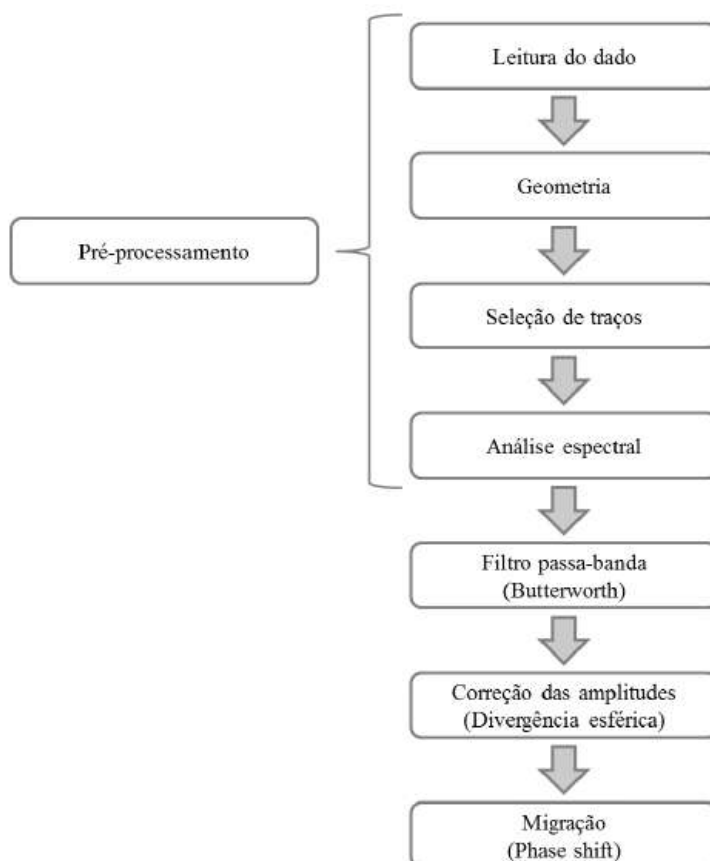 Leitura do dado
Geometria
Pré-processamento
Seleção de traços
Análise espectral
Filtro passa-banda
(Butterworth)
Correção das amplitudes
(Divergência esférica)
Migração
(Phase shift)